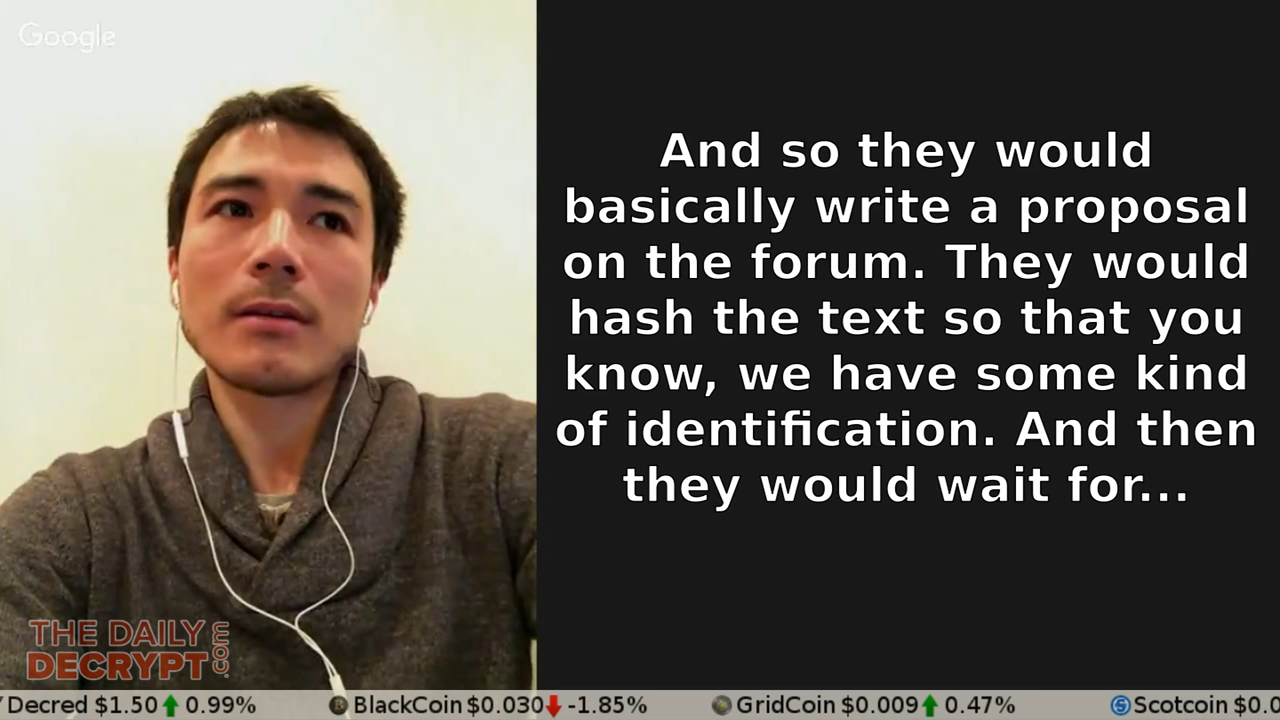 Google
And so they would
basically write a proposal
on the forum. They would
hash the text so that you
know, we have some kind
of identification. And then
they would wait for...
THE DAILY
DECRYPT
.com
Decred $1.50 0.99% BlackCoin $0.030 -1.85% GridCoin $0.009 0.47% Scotcoin $0.0